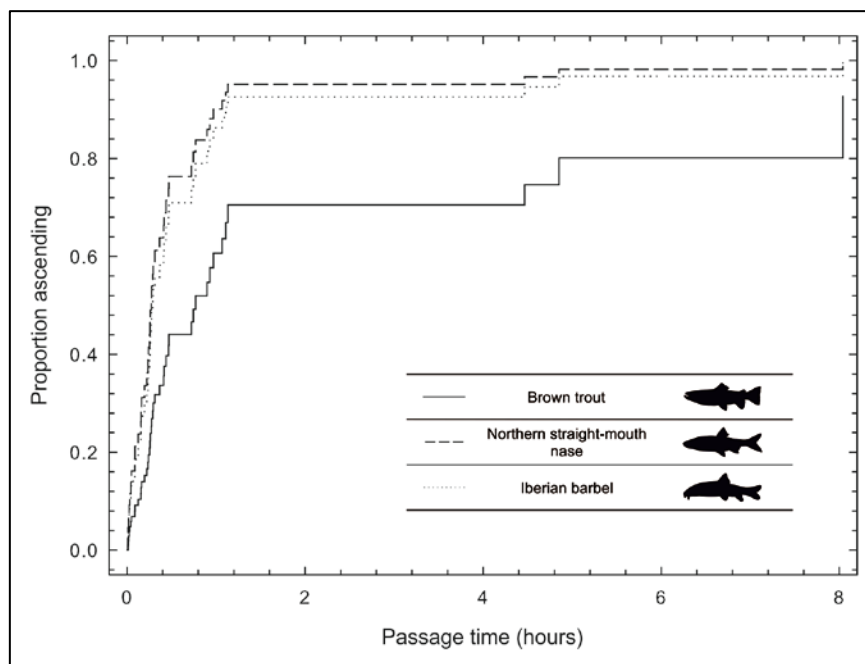 1.0
0.8
0.6
0.4
0.2
0.0
Proportion ascending
Brown trout
Northern straight-mouth
nase
Iberian barbel
0 2 4 6 8
Passage time (hours)